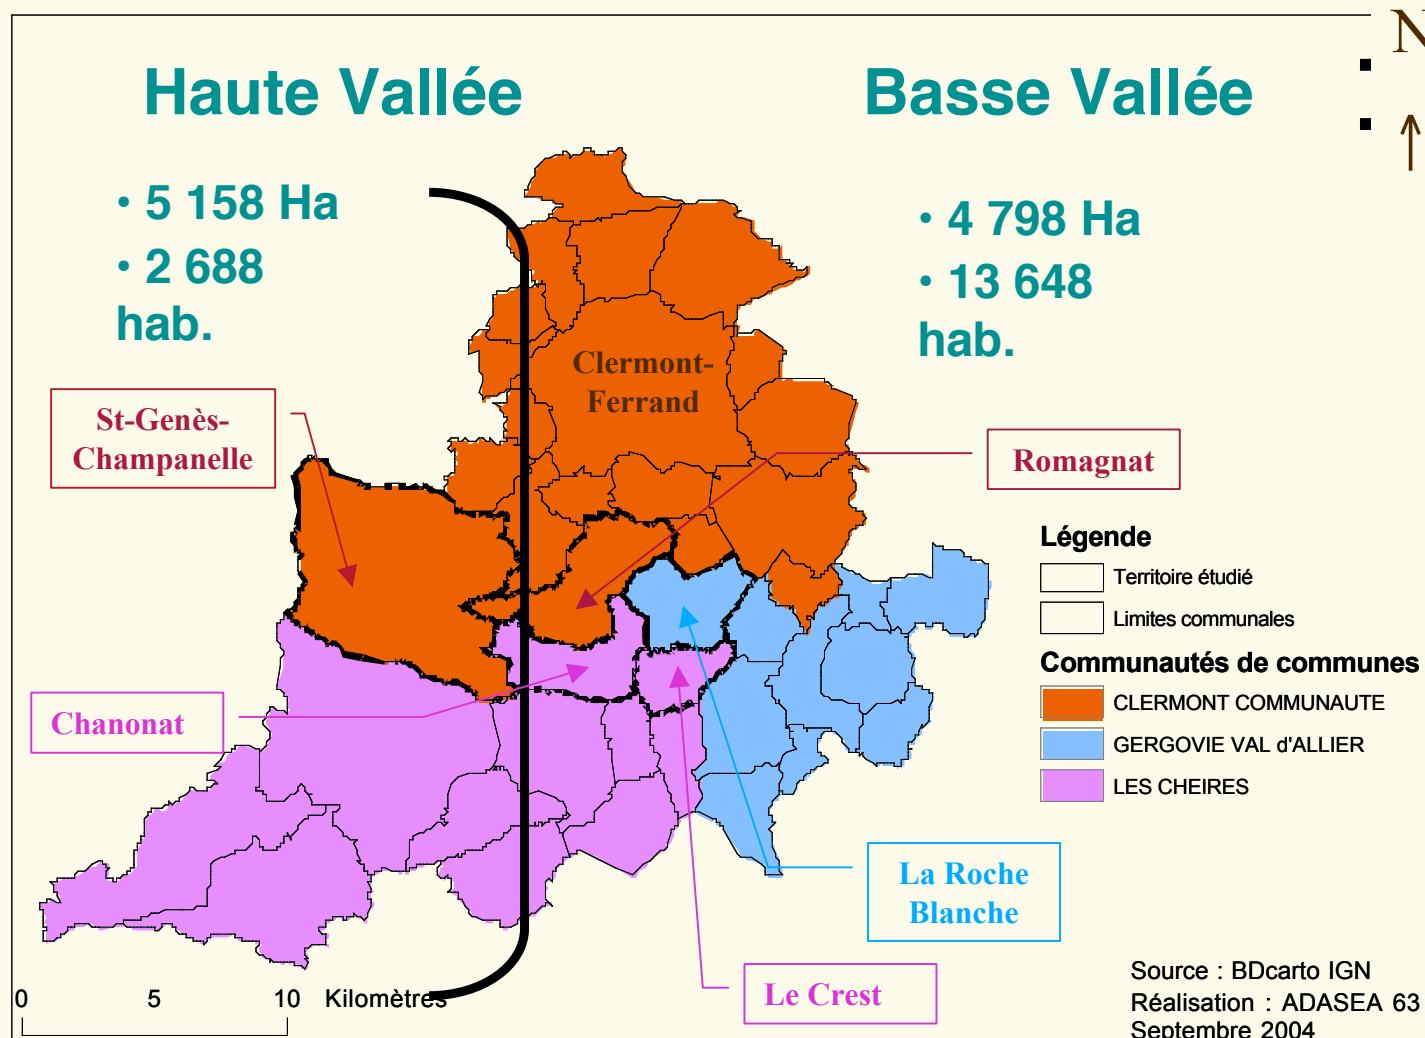 N
Haute Vallée
Basse Vallée
• 5 158 Ha
• 2 688
hab.
• 4 798 Ha
• 13 648
hab.
Clermont-
Ferrand
St-Genès-
Champanelle
Romagnat
Légende
Territoire étudié
Limites communales
Communautés de communes
CLERMONT COMMUNAUTE
GERGOVIE VAL d'ALLIER
LES CHEIRES
Chanonat
La Roche
Blanche
Le Crest
0 5 10 Kilomètres
Source : BDcarto IGN
Réalisation : ADASEA 63
Septembre 2004